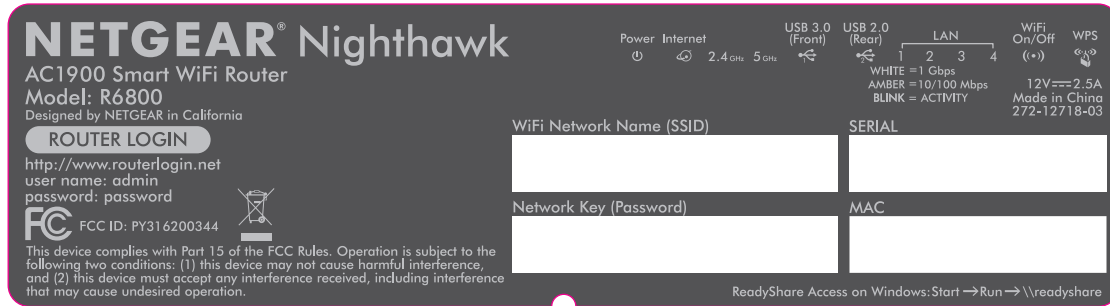 NETGEAR® Nighthawk
AC1900 Smart WiFi Router
Model: R6800
Designed by NETGEAR in California
ROUTER LOGIN
http://www.routerlogin.net
user name: admin
password: password
FC FCC ID: PY316200344
This device complies with Part 15 of the FCC Rules. Operation is subject to the
following two conditions: (1) this device may not cause harmful interference,
and (2) this device must accept any interference received, including interference
that may cause undesired operation.
Power Internet
2.4 GHz 5 GHz
USB 3.0
(Front)
USB 2.0
(Rear)
2
LAN
1 2 3 4
WHITE =1 Gbps
AMBER =10/100 Mbps
BLINK = ACTIVITY
WiFi
On/Off
WPS
12V 2.5A
Made in China
272-12718-03
WiFi Network Name (SSID)
SERIAL
Network Key (Password)
MAC
ReadyShare Access on Windows:Start →Run→ \\readyshare